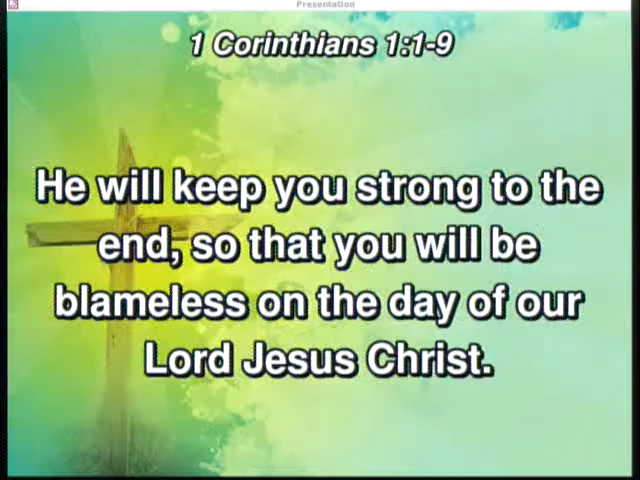 Presentation
1 Corinthians 1:1-9
He will keep you strong to the
end, so that you will be
blameless on the day of our
Lord Jesus Christ.